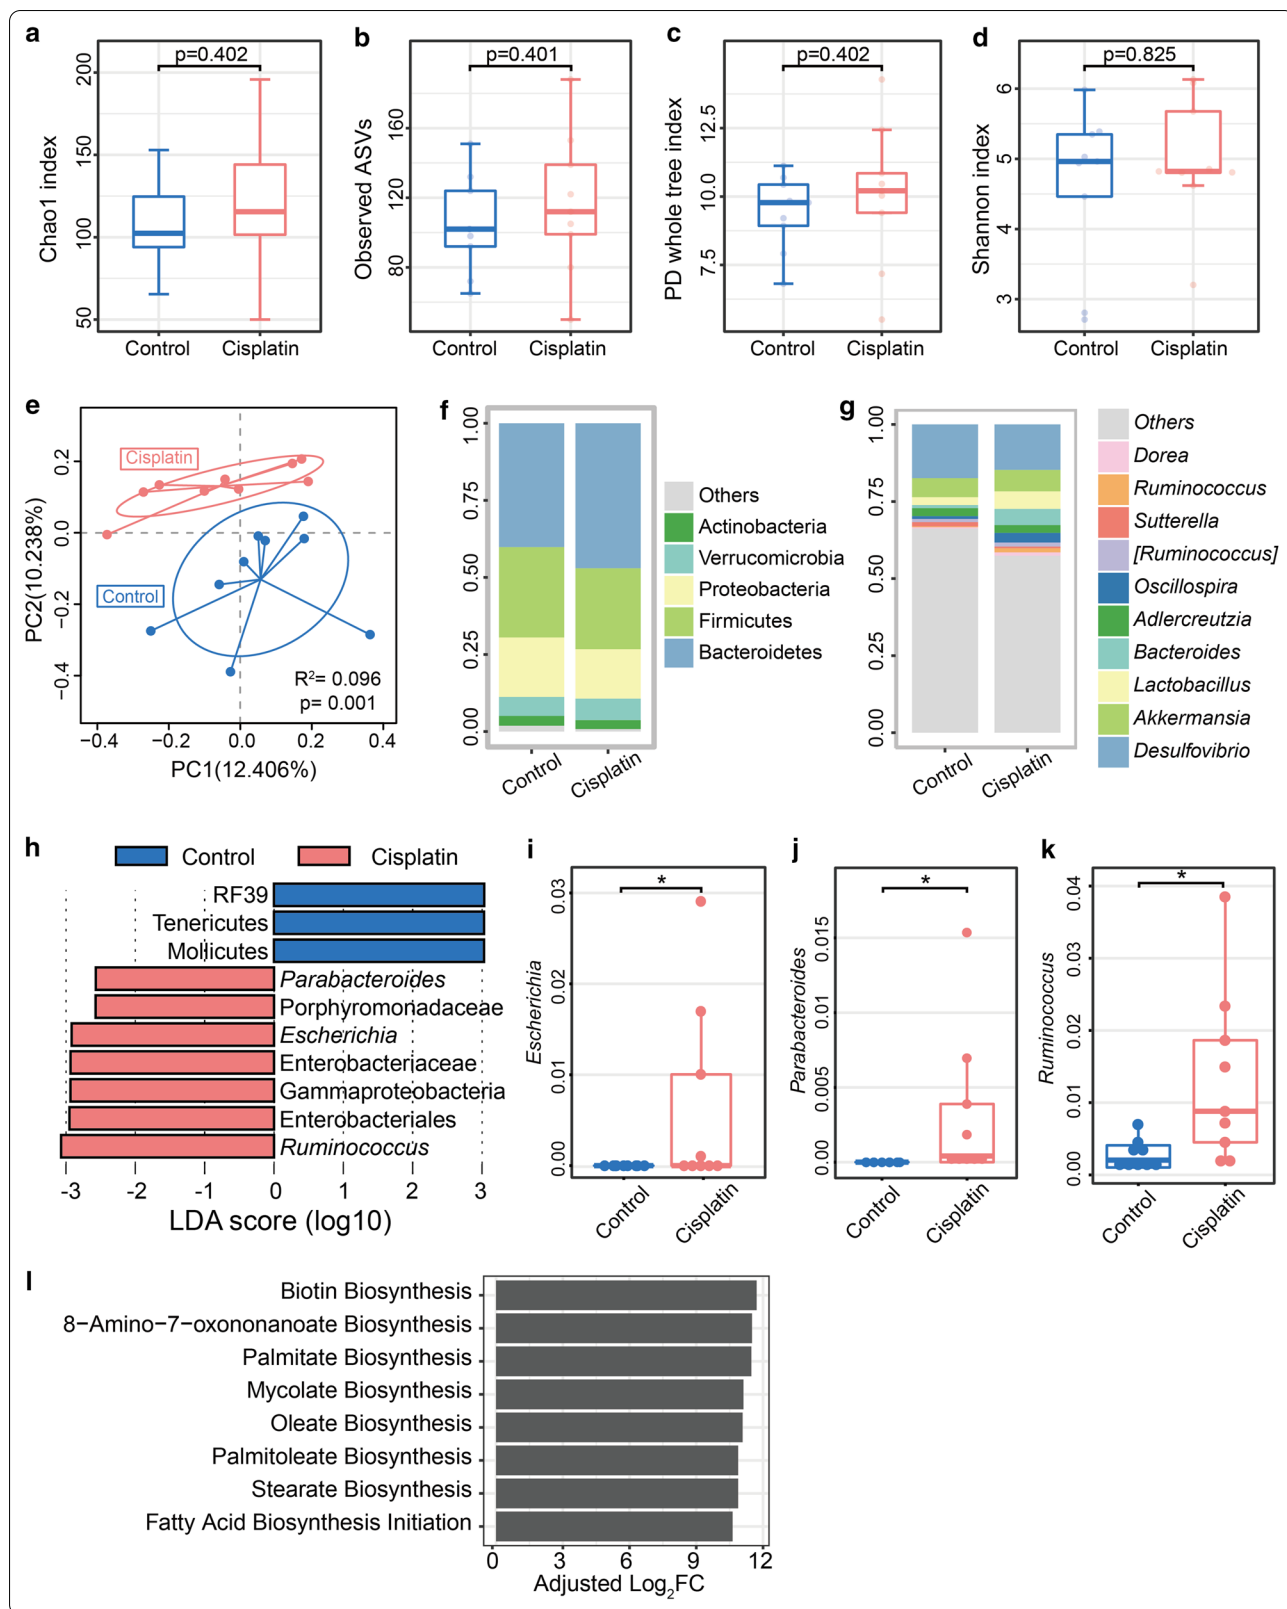 a
p=0.402
Chao1 index
200
150
100
50
Control
Cisplatin
b
p=0.401
Observed ASVs
160
120
80
Control
Cisplatin
c
p=0.402
PD whole tree index
12.5
10.0
7.5
Control
Cisplatin
d
p=0.825
Shannon index
6
5
4
3
Control
Cisplatin
e
Cisplatin
Control
PC2(10.238%)
0.2
0.0
−0.2
−0.4
R²= 0.096
p= 0.001
−0.4
−0.2
0.0
0.2
0.4
PC1(12.406%)
f
1.00
0.75
0.50
0.25
0.00
Control
Cisplatin
Others
Actinobacteria
Verrucomicrobia
Proteobacteria
Firmicutes
Bacteroidetes
g
1.00
0.75
0.50
0.25
0.00
Control
Cisplatin
Others
Dorea
Ruminococcus
Sutterella
[Ruminococcus]
Oscillospira
Adlercreutzia
Bacteroides
Lactobacillus
Akkermansia
Desulfovibrio
h
Control
Cisplatin
RF39
Tenericutes
Mollicutes
Parabacteroides
Porphyromonadaceae
Escherichia
Enterobacteriaceae
Gammaproteobacteria
Enterobacteriales
Ruminococcus
-3
-2
-1
0
1
2
3
LDA score (log10)
i
*
Escherichia
0.03
0.02
0.01
0.00
Control
Cisplatin
j
*
Parabacteroides
0.015
0.01
0.005
0.00
Control
Cisplatin
k
*
Ruminococcus
0.04
0.03
0.02
0.01
0.00
Control
Cisplatin
l
Biotin Biosynthesis
8−Amino−7−oxononanoate Biosynthesis
Palmitate Biosynthesis
Mycolate Biosynthesis
Oleate Biosynthesis
Palmitoleate Biosynthesis
Stearate Biosynthesis
Fatty Acid Biosynthesis Initiation
0
3
6
9
12
Adjusted Log₂FC